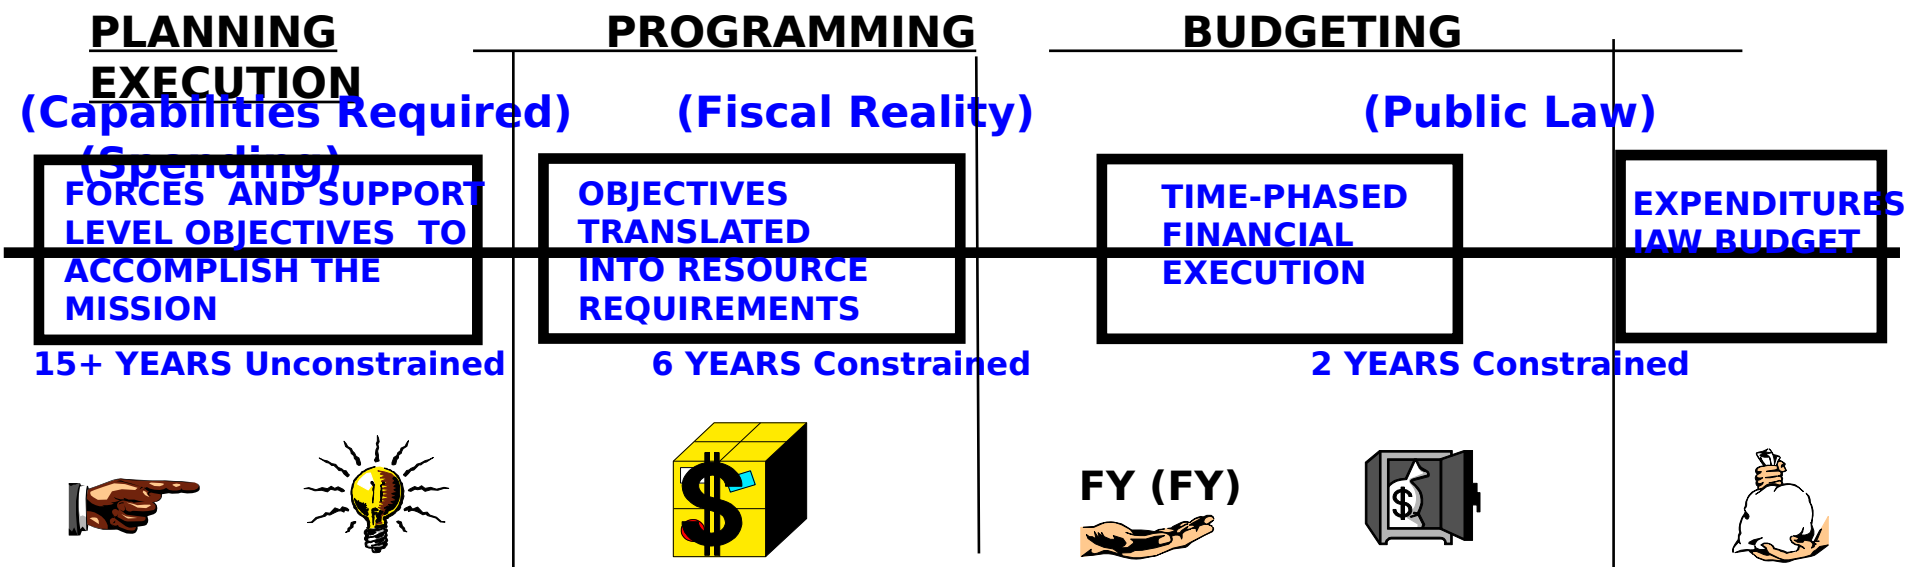 PLANNING PROGRAMMING BUDGETING
EXECUTION
(Capabilities Required) (Fiscal Reality) (Public Law)
(Spending)
FORCES AND SUPPORT
LEVEL OBJECTIVES TO
ACCOMPLISH THE
MISSION
OBJECTIVES
TRANSLATED
INTO RESOURCE
REQUIREMENTS
TIME-PHASED
FINANCIAL
EXECUTION
EXPENDITURES
IAW BUDGET
15+ YEARS Unconstrained 6 YEARS Constrained 2 YEARS Constrained
$
FY (FY)
$